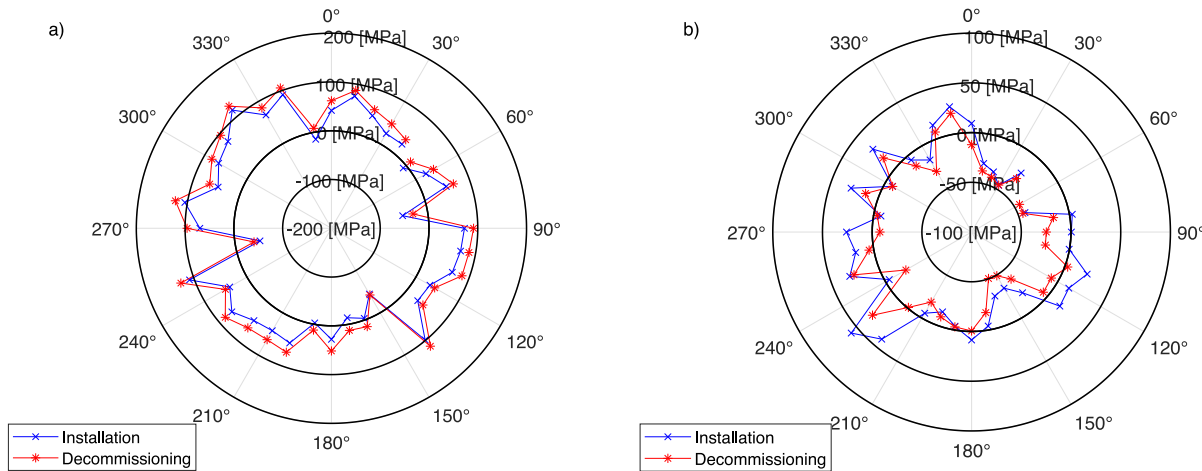 a)
0°
30°
60°
90°
120°
150°
180°
210°
240°
270°
300°
330°
200 [MPa]
100 [MPa]
0 [MPa]
-100 [MPa]
-200 [MPa]
Installation
Decommissioning
b)
0°
30°
60°
90°
120°
150°
180°
210°
240°
270°
300°
330°
100 [MPa]
50 [MPa]
0 [MPa]
-50 [MPa]
-100 [MPa]
Installation
Decommissioning